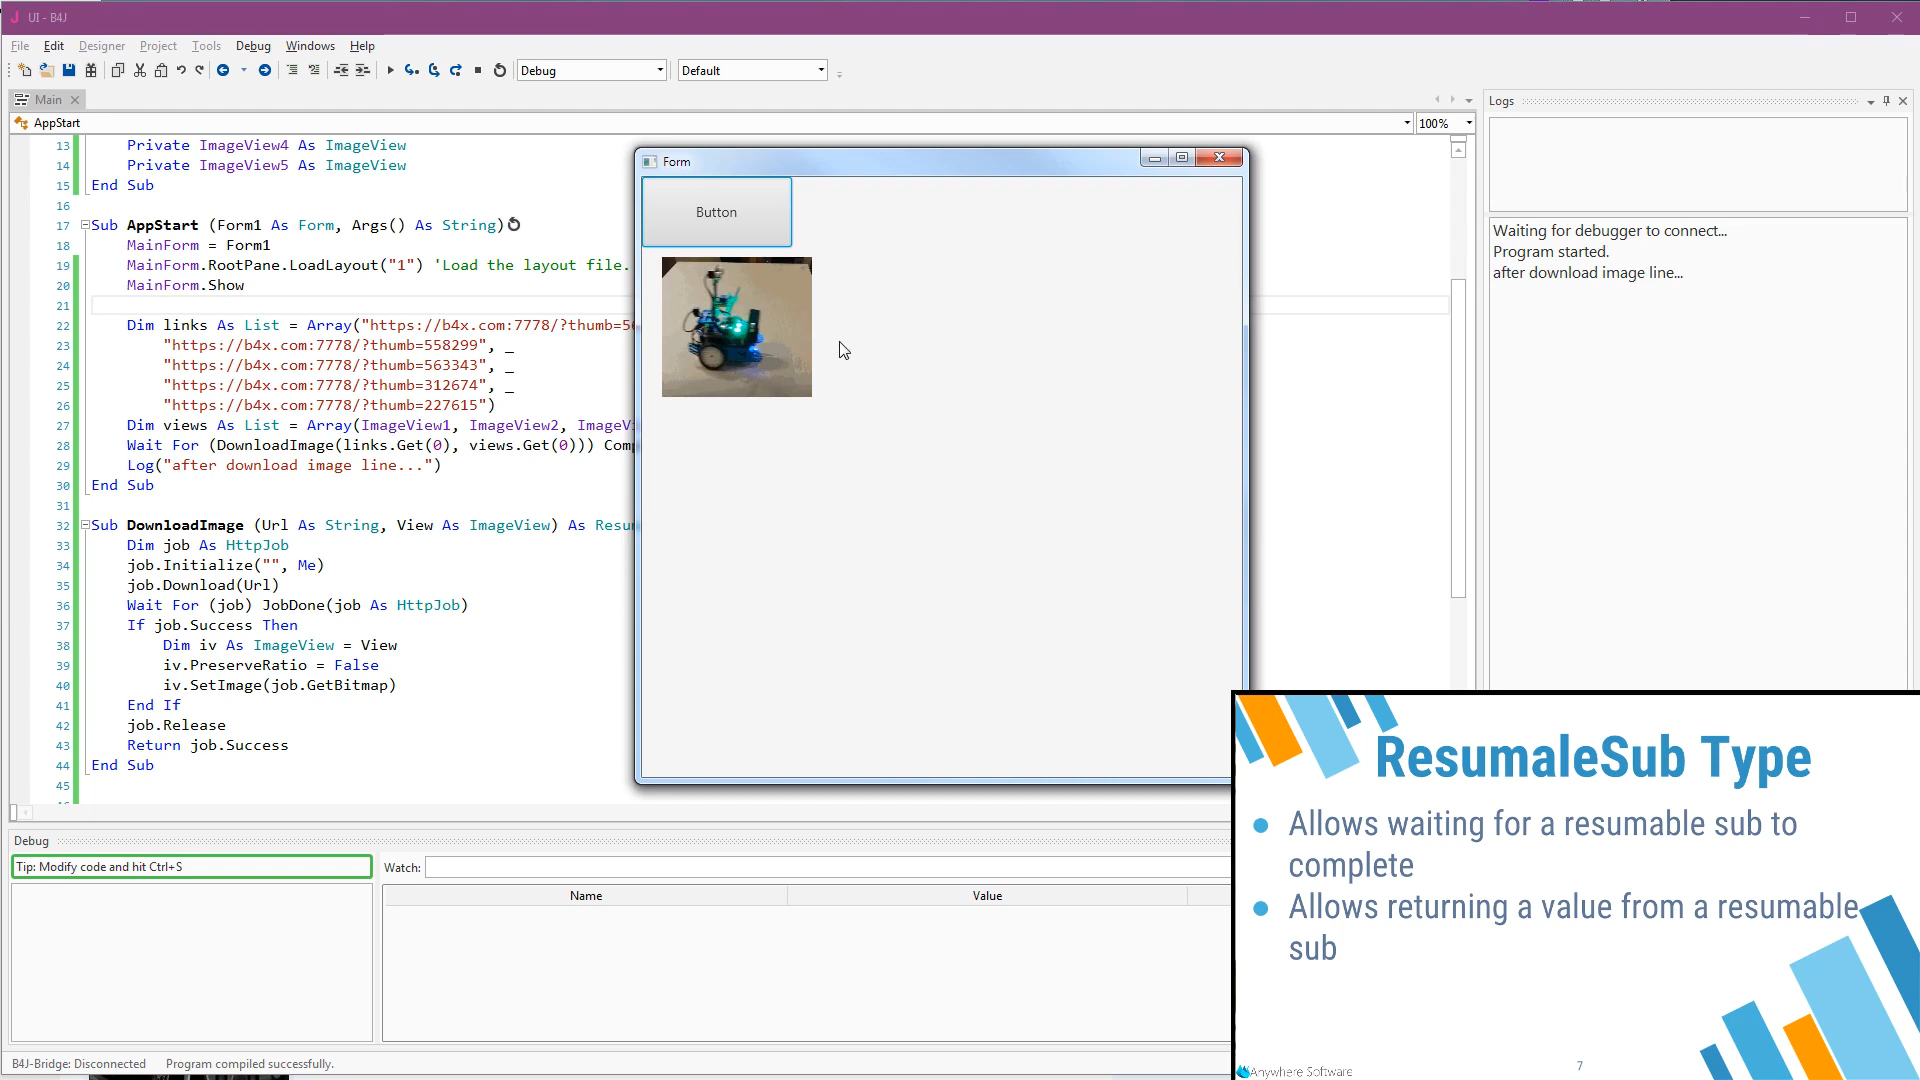 UI - B4J
File Edit Designer Project Tools Debug Windows Help
Debug Default
Main
AppStart 100%
13 Private ImageView4 As ImageView
14 Private ImageView5 As ImageView
15 End Sub
16
17 Sub AppStart (Form1 As Form, Args() As String)
18 MainForm = Form1
19 MainForm.RootPane.LoadLayout("1") 'Load the layout file.
20 MainForm.Show
21
22 Dim links As List = Array("https://b4x.com:7778/?thumb=5
23 "https://b4x.com:7778/?thumb=558299", _
24 "https://b4x.com:7778/?thumb=563343", _
25 "https://b4x.com:7778/?thumb=312674", _
26 "https://b4x.com:7778/?thumb=227615")
27 Dim views As List = Array(ImageView1, ImageView2, ImageVi
28 Wait For (DownloadImage(links.Get(0), views.Get(0))) Comp
29 Log("after download image line...")
30 End Sub
31
32 Sub DownloadImage (Url As String, View As ImageView) As Resu
33 Dim job As HttpJob
34 job.Initialize("", Me)
35 job.Download(Url)
36 Wait For (job) JobDone(job As HttpJob)
37 If job.Success Then
38 Dim iv As ImageView = View
39 iv.PreserveRatio = False
40 iv.SetImage(job.GetBitmap)
41 End If
42 job.Release
43 Return job.Success
44 End Sub
45
Form
Button
Logs
Waiting for debugger to connect...
Program started.
after download image line...
Debug
Tip: Modify code and hit Ctrl+S
Watch:
Name Value
B4J-Bridge: Disconnected Program compiled successfully.
ResumaleSub Type
Allows waiting for a resumable sub to
complete
Allows returning a value from a resumable
sub
Anywhere Software
7